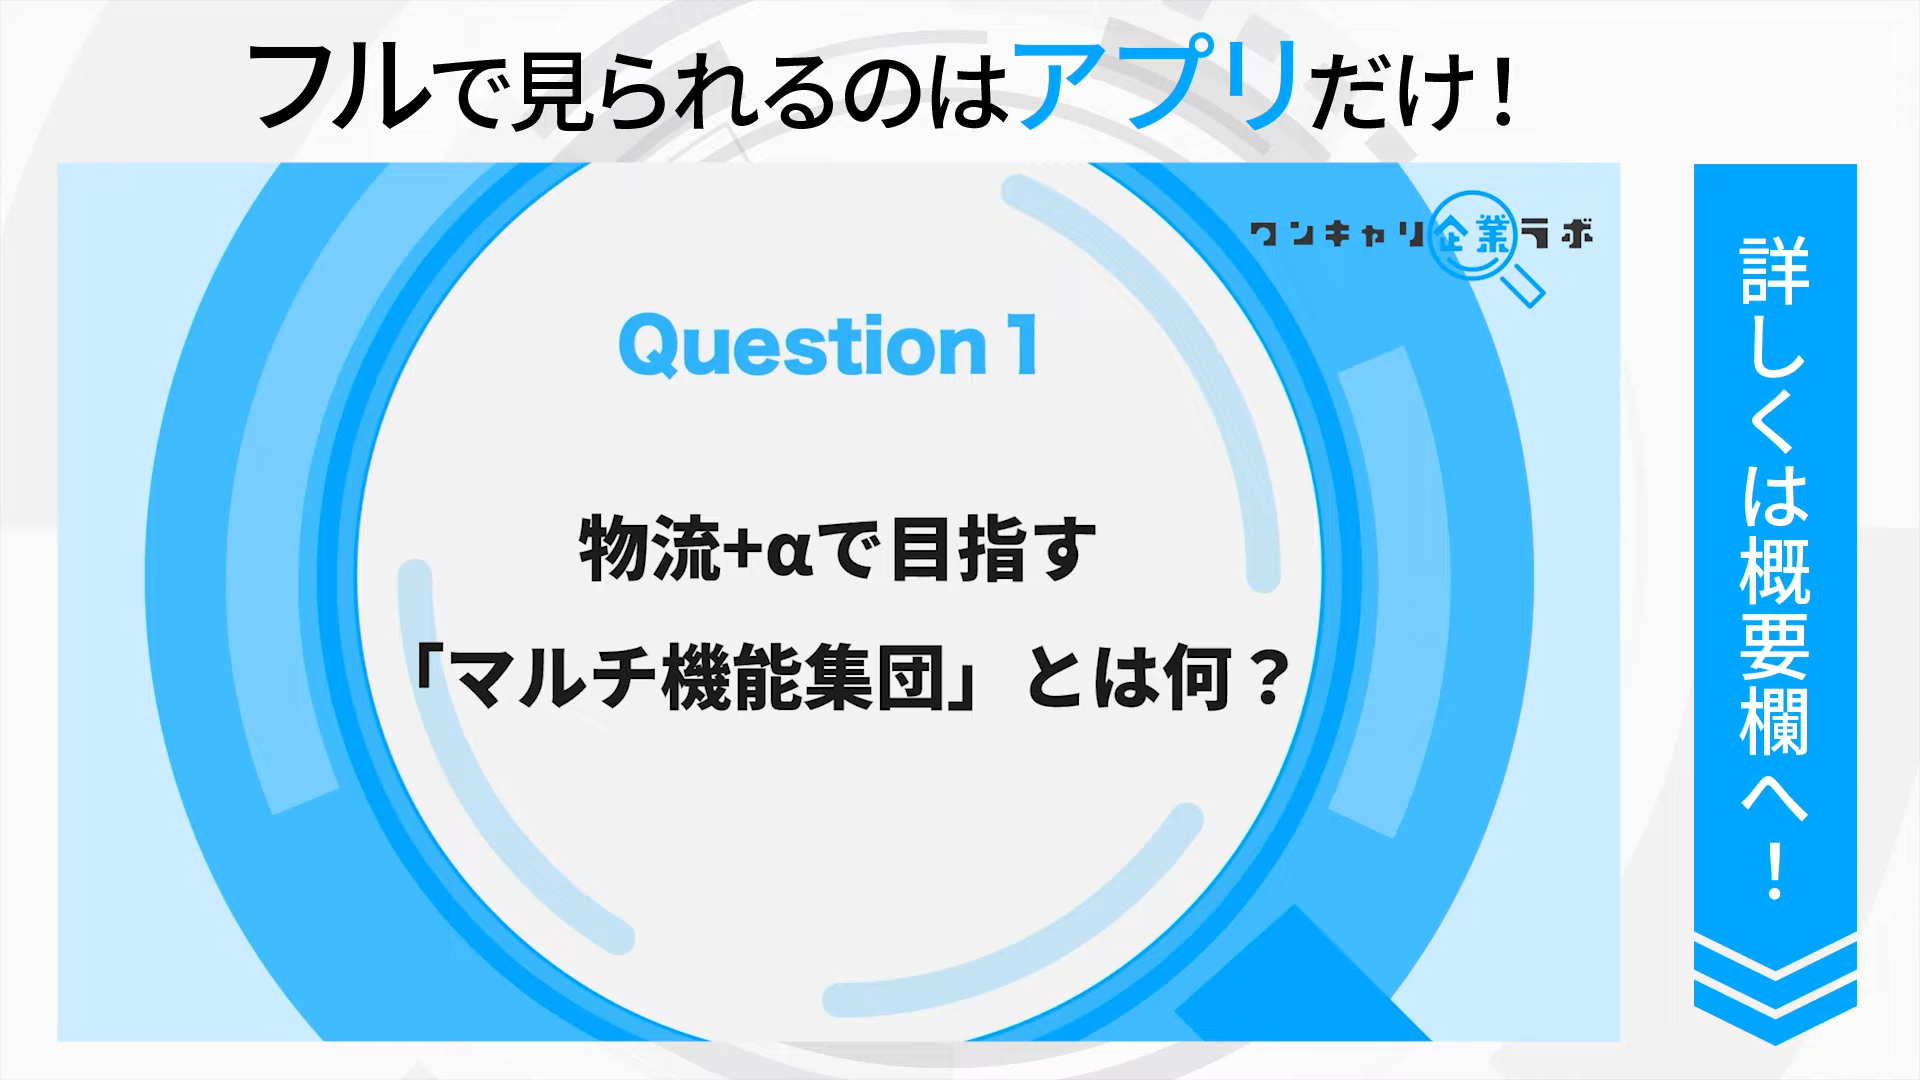 フルで見られるのはアプリだけ！
ワンキャリ企業ラボ
Question 1
物流+αで目指す
「マルチ機能集団」とは何？
詳しくは概要欄へ！